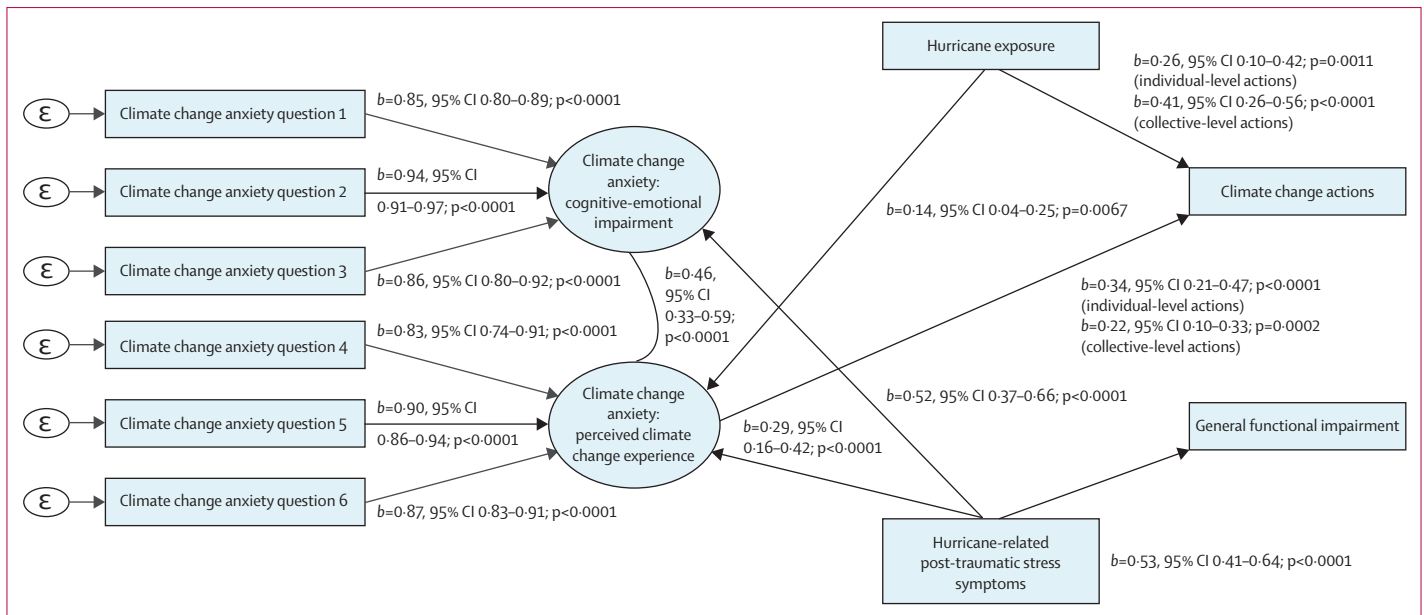 Hurricane exposure
b=0·26, 95% CI 0·10–0·42; p=0·0011
(individual-level actions)
b=0·41, 95% CI 0·26–0·56; p<0·0001
(collective-level actions)
ε
Climate change anxiety question 1
b=0·85, 95% CI 0·80–0·89; p<0·0001
ε
Climate change anxiety question 2
b=0·94, 95% CI
0·91–0·97; p<0·0001
Climate change
anxiety:
cognitive-emotional
impairment
Climate change actions
b=0·14, 95% CI 0·04–0·25; p=0·0067
ε
Climate change anxiety question 3
b=0·86, 95% CI 0·80–0·92; p<0·0001
b=0·46,
95% CI
0·33–0·59;
p<0·0001
b=0·34, 95% CI 0·21–0·47; p<0·0001
(individual-level actions)
b=0·22, 95% CI 0·10–0·33; p=0·0002
(collective-level actions)
ε
Climate change anxiety question 4
b=0·83, 95% CI 0·74–0·91; p<0·0001
ε
Climate change anxiety question 5
b=0·90, 95% CI
0·86–0·94; p<0·0001
Climate change
anxiety:
perceived climate
change experience
b=0·52, 95% CI 0·37–0·66; p<0·0001
b=0·29, 95% CI
0·16–0·42; p<0·0001
General functional impairment
ε
Climate change anxiety question 6
b=0·87, 95% CI 0·83–0·91; p<0·0001
Hurricane-related
post-traumatic stress
symptoms
b=0·53, 95% CI 0·41–0·64; p<0·0001